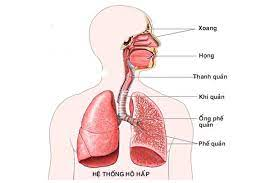 Xoang
Họng
Thanh quản
Khí quản
Ống phế
quản
Phế quản
HỆ THỐNG HÔ HẤP